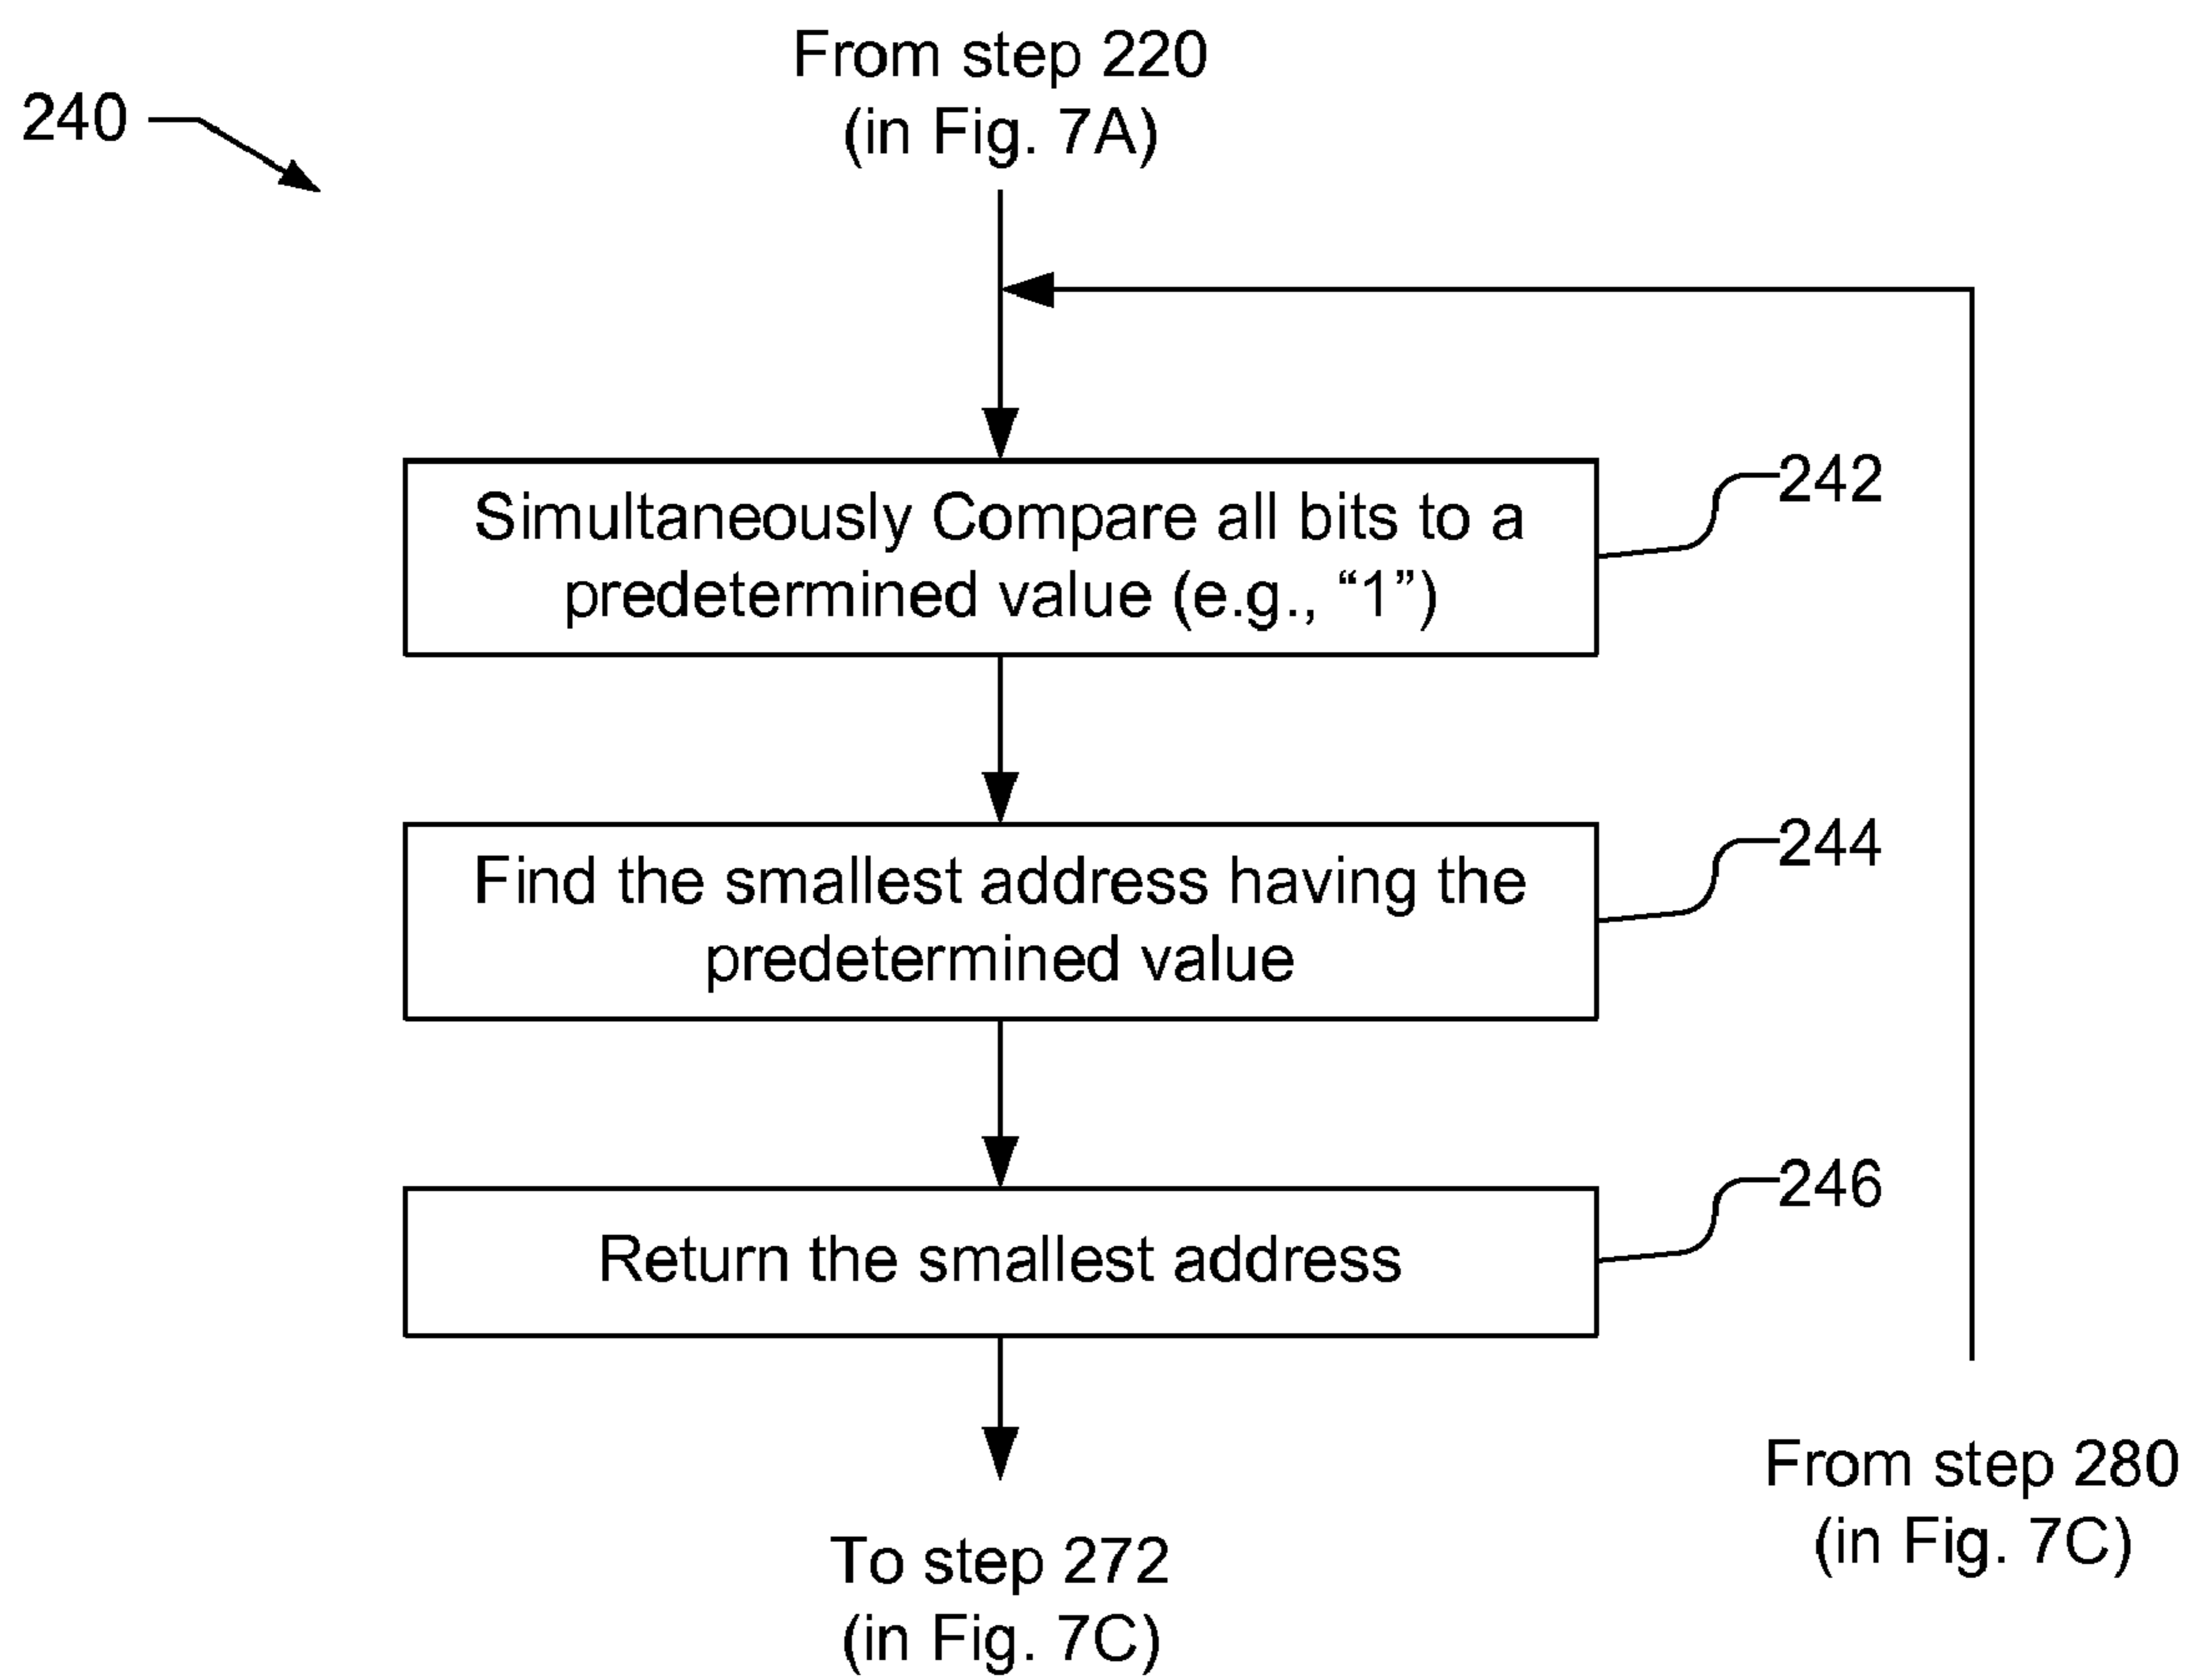 From step 220
(in Fig. 7A)
240
Simultaneously Compare all bits to a
predetermined value (e.g., “1”)
242
Find the smallest address having the
predetermined value
244
Return the smallest address
246
From step 280
(in Fig. 7C)
To step 272
(in Fig. 7C)